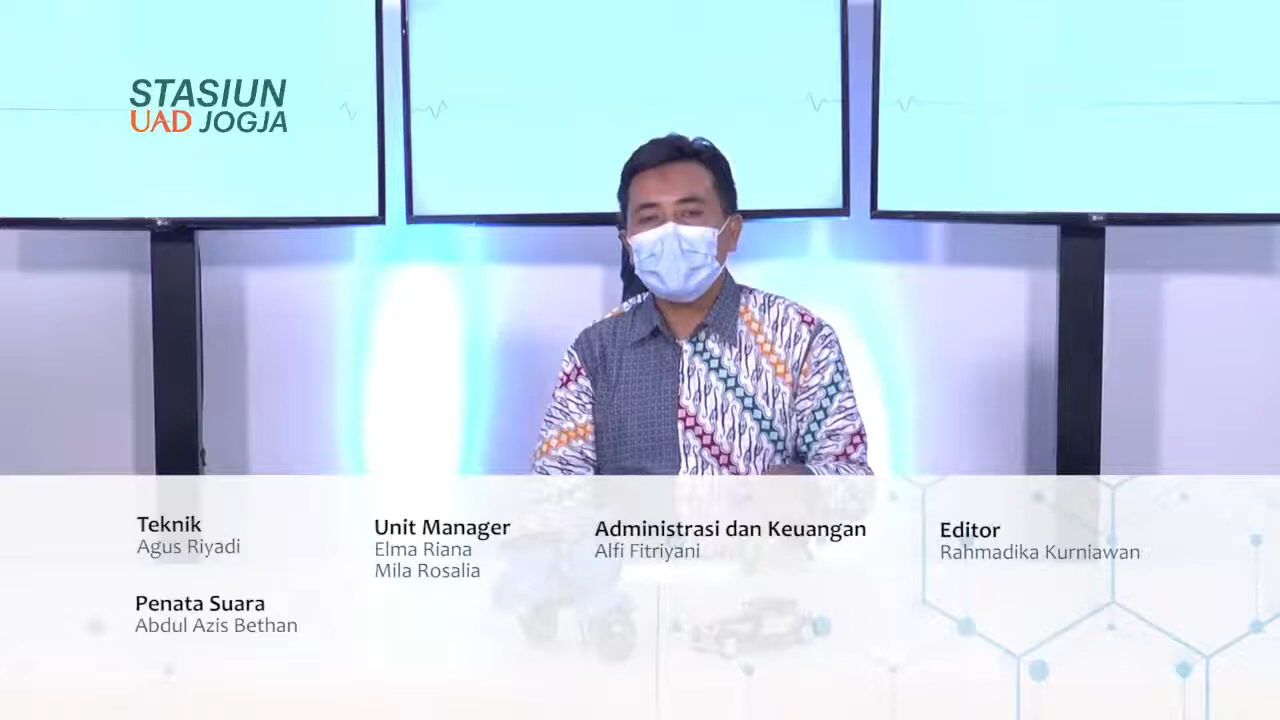 STASIUN
UAD JOGJA
Teknik
Agus Riyadi
Penata Suara
Abdul Azis Bethan
Unit Manager
Elma Riana
Mila Rosalia
Administrasi dan Keuangan
Alfi Fitriyani
Editor
Rahmadika Kurniawan